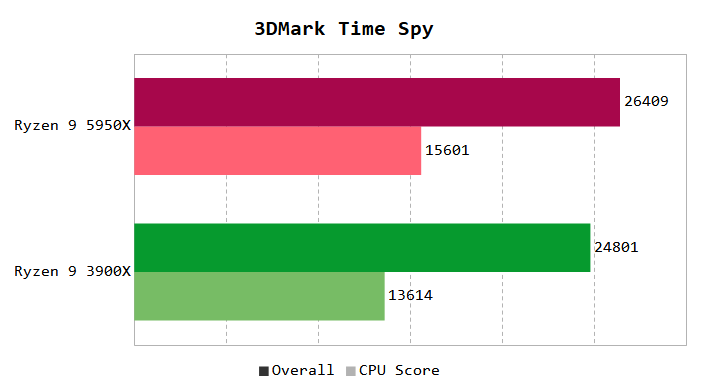 3DMark Time Spy
26409
Ryzen 9 5950X
15601
24801
Ryzen 9 3900X
13614
Overall CPU Score